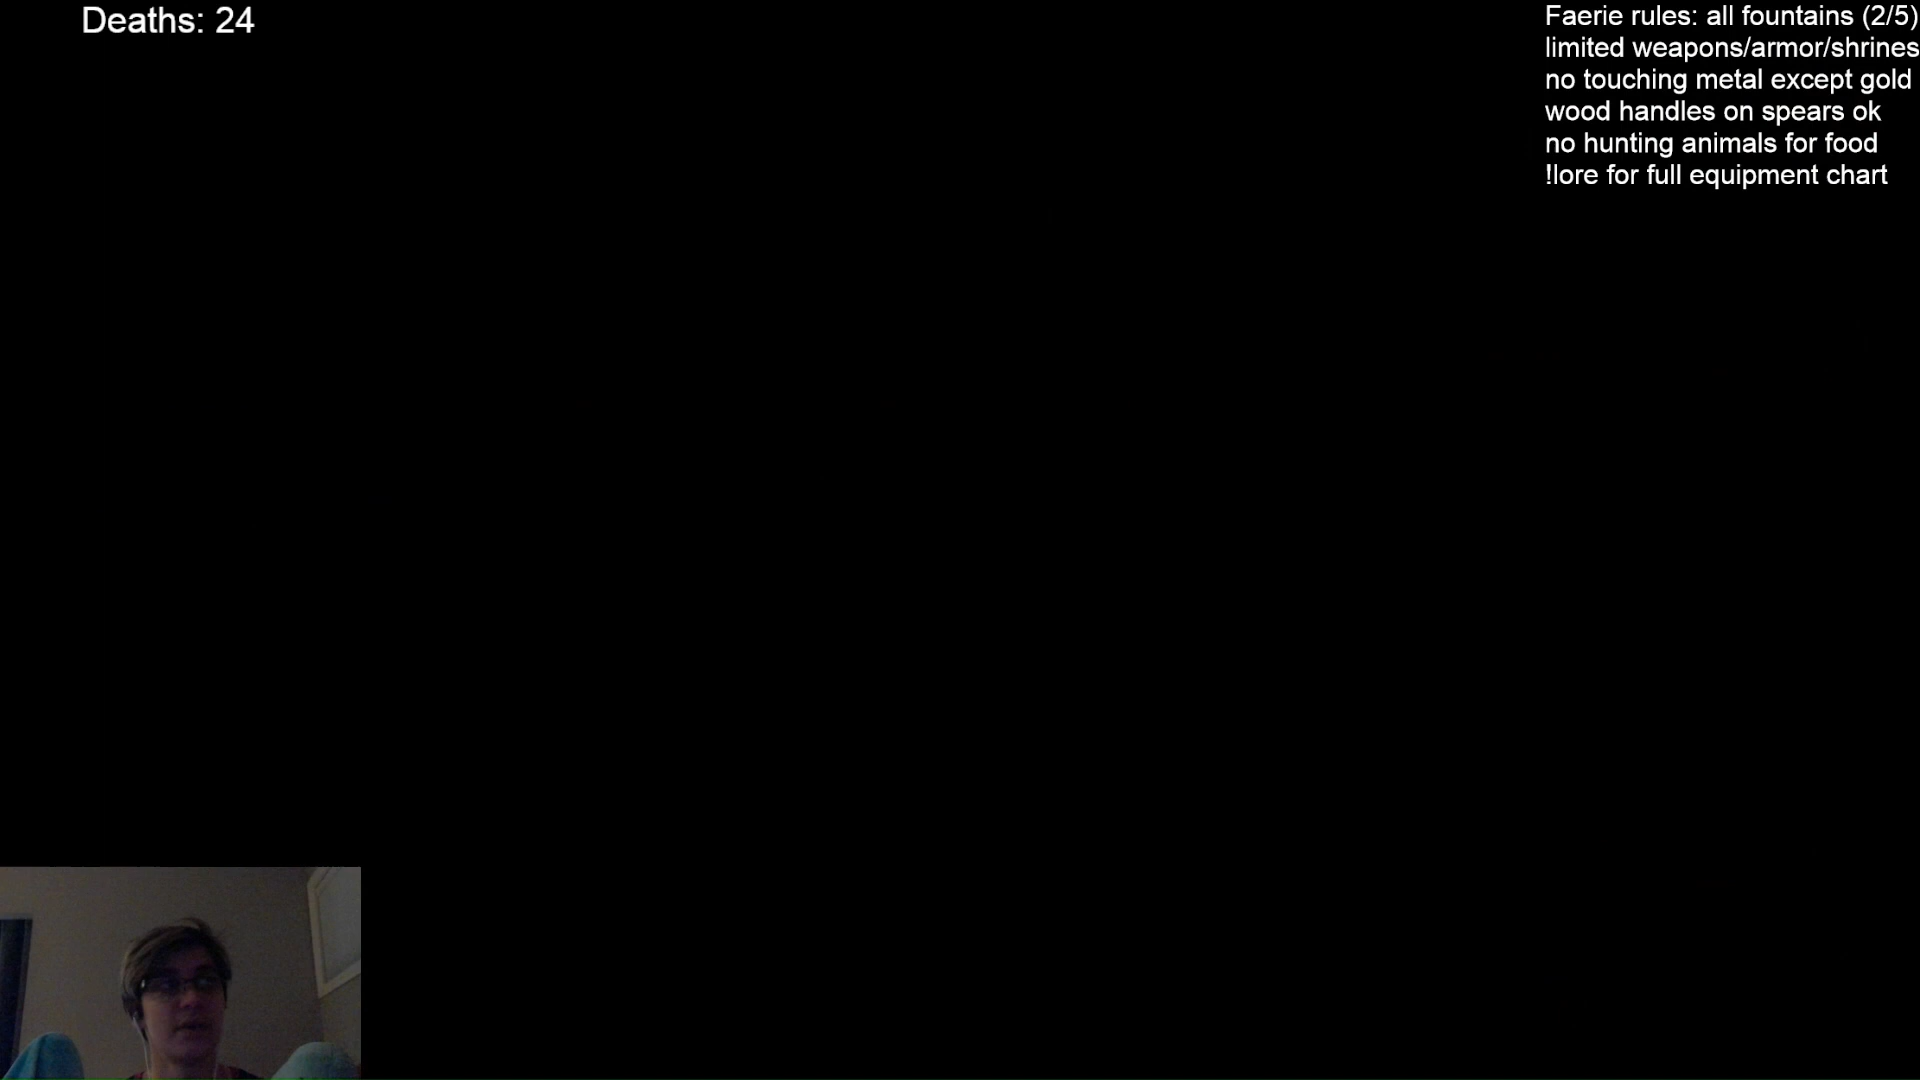 Deaths: 24
Faerie rules: all fountains (2/5)
limited weapons/armor/shrines
no touching metal except gold
wood handles on spears ok
no hunting animals for food
!lore for full equipment chart